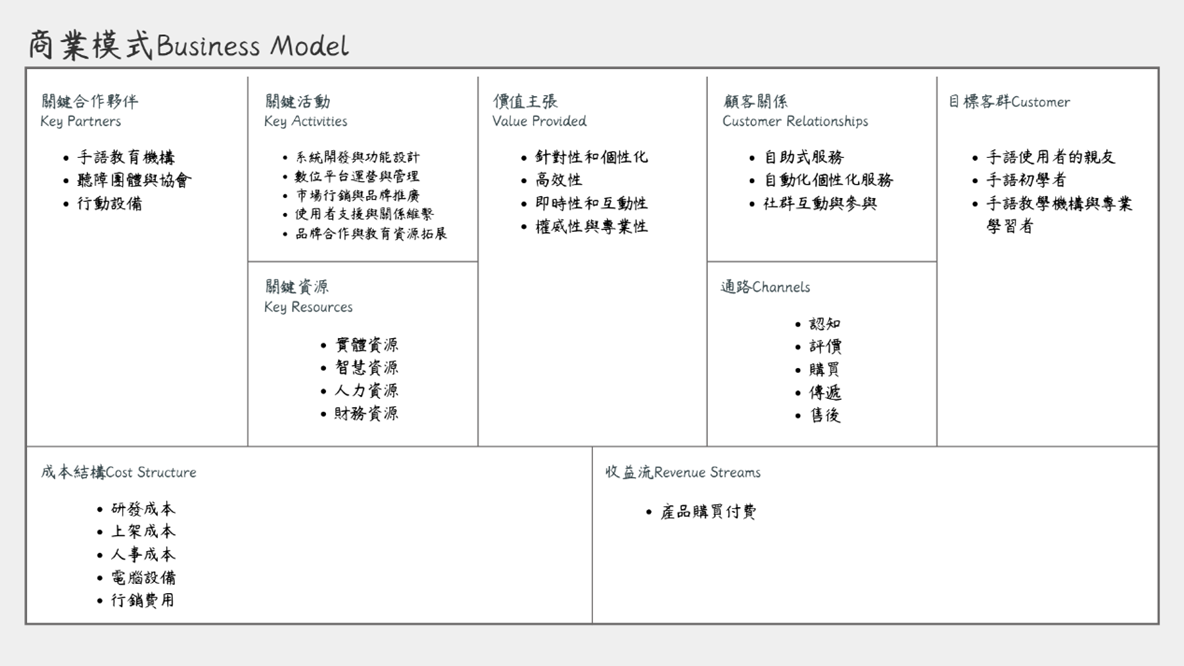 商業模式Business Model
關鍵合作夥伴
Key Partners
• 手語教育機構
• 聽障團體與協會
• 行動設備
關鍵活動
Key Activities
• 系統開發與功能設計
• 數位平台運營與管理
• 市場行銷與品牌推廣
• 使用者支援與關係維繫
• 品牌合作與教育資源拓展
關鍵資源
Key Resources
• 實體資源
• 智慧資源
• 人力資源
• 財務資源
價值主張
Value Provided
• 針對性和個性化
• 高效性
• 即時性和互動性
• 權威性與專業性
顧客關係
Customer Relationships
• 自助式服務
• 自動化個性化服務
• 社群互動與參與
通路Channels
• 認知
• 評價
• 購買
• 傳遞
• 售後
目標客群Customer
• 手語使用者的親友
• 手語初學者
• 手語教學機構與專業
學習者
成本結構Cost Structure
• 研發成本
• 上架成本
• 人事成本
• 電腦設備
• 行銷費用
收益流Revenue Streams
• 產品購買付費